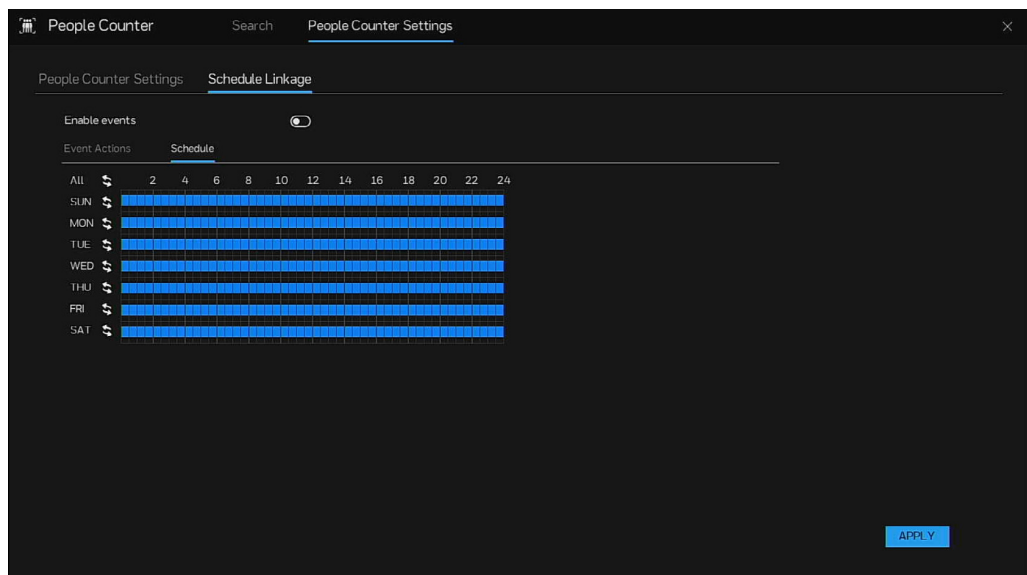 People Counter Search People Counter Settings
People Counter Settings Schedule Linkage
Enable events
Event Actions Schedule
All 2 4 6 8 10 12 14 16 18 20 22 24
SUN
MON
TUE
WED
THU
FRI
SAT
APPLY